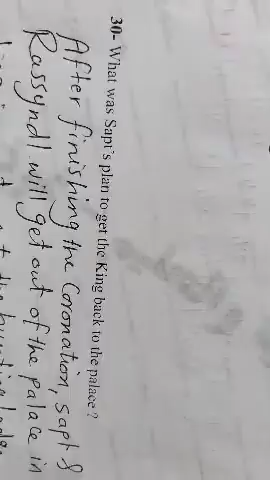 30- What was Sapt's plan to get the King back to the palace?
After finishing the Coronation, Sapt &
Rassyndl will get out of the palace in